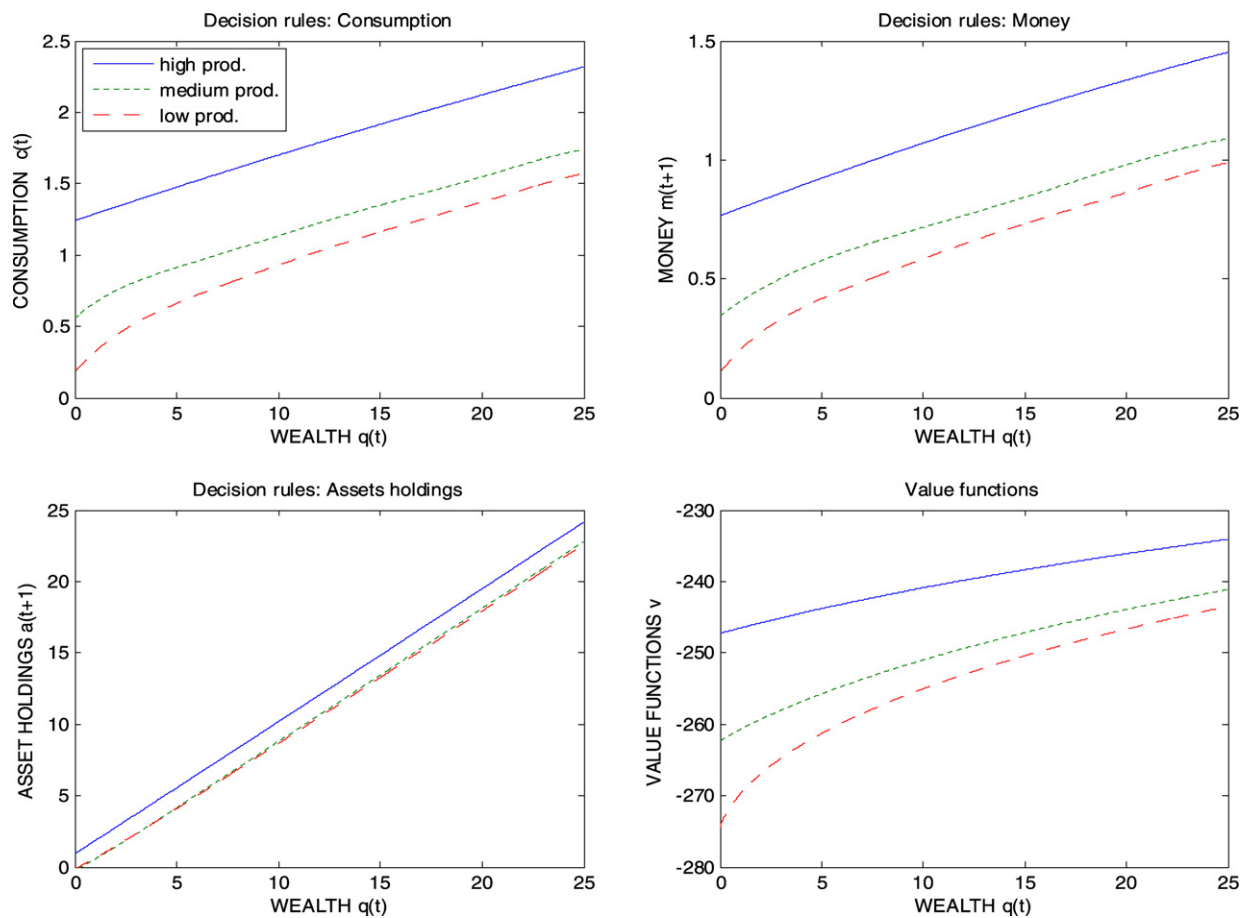 Decision rules: Consumption
2.5
2
1.5
1
0.5
0
CONSUMPTION c(t)
high prod.
medium prod.
low prod.
0 5 10 15 20 25
WEALTH q(t)
Decision rules: Money
1.5
1
0.5
0
MONEY m(t+1)
0 5 10 15 20 25
WEALTH q(t)
Decision rules: Assets holdings
25
20
15
10
5
0
ASSET HOLDINGS a(t+1)
0 5 10 15 20 25
WEALTH q(t)
Value functions
-230
-240
-250
-260
-270
-280
VALUE FUNCTIONS v
0 5 10 15 20 25
WEALTH q(t)